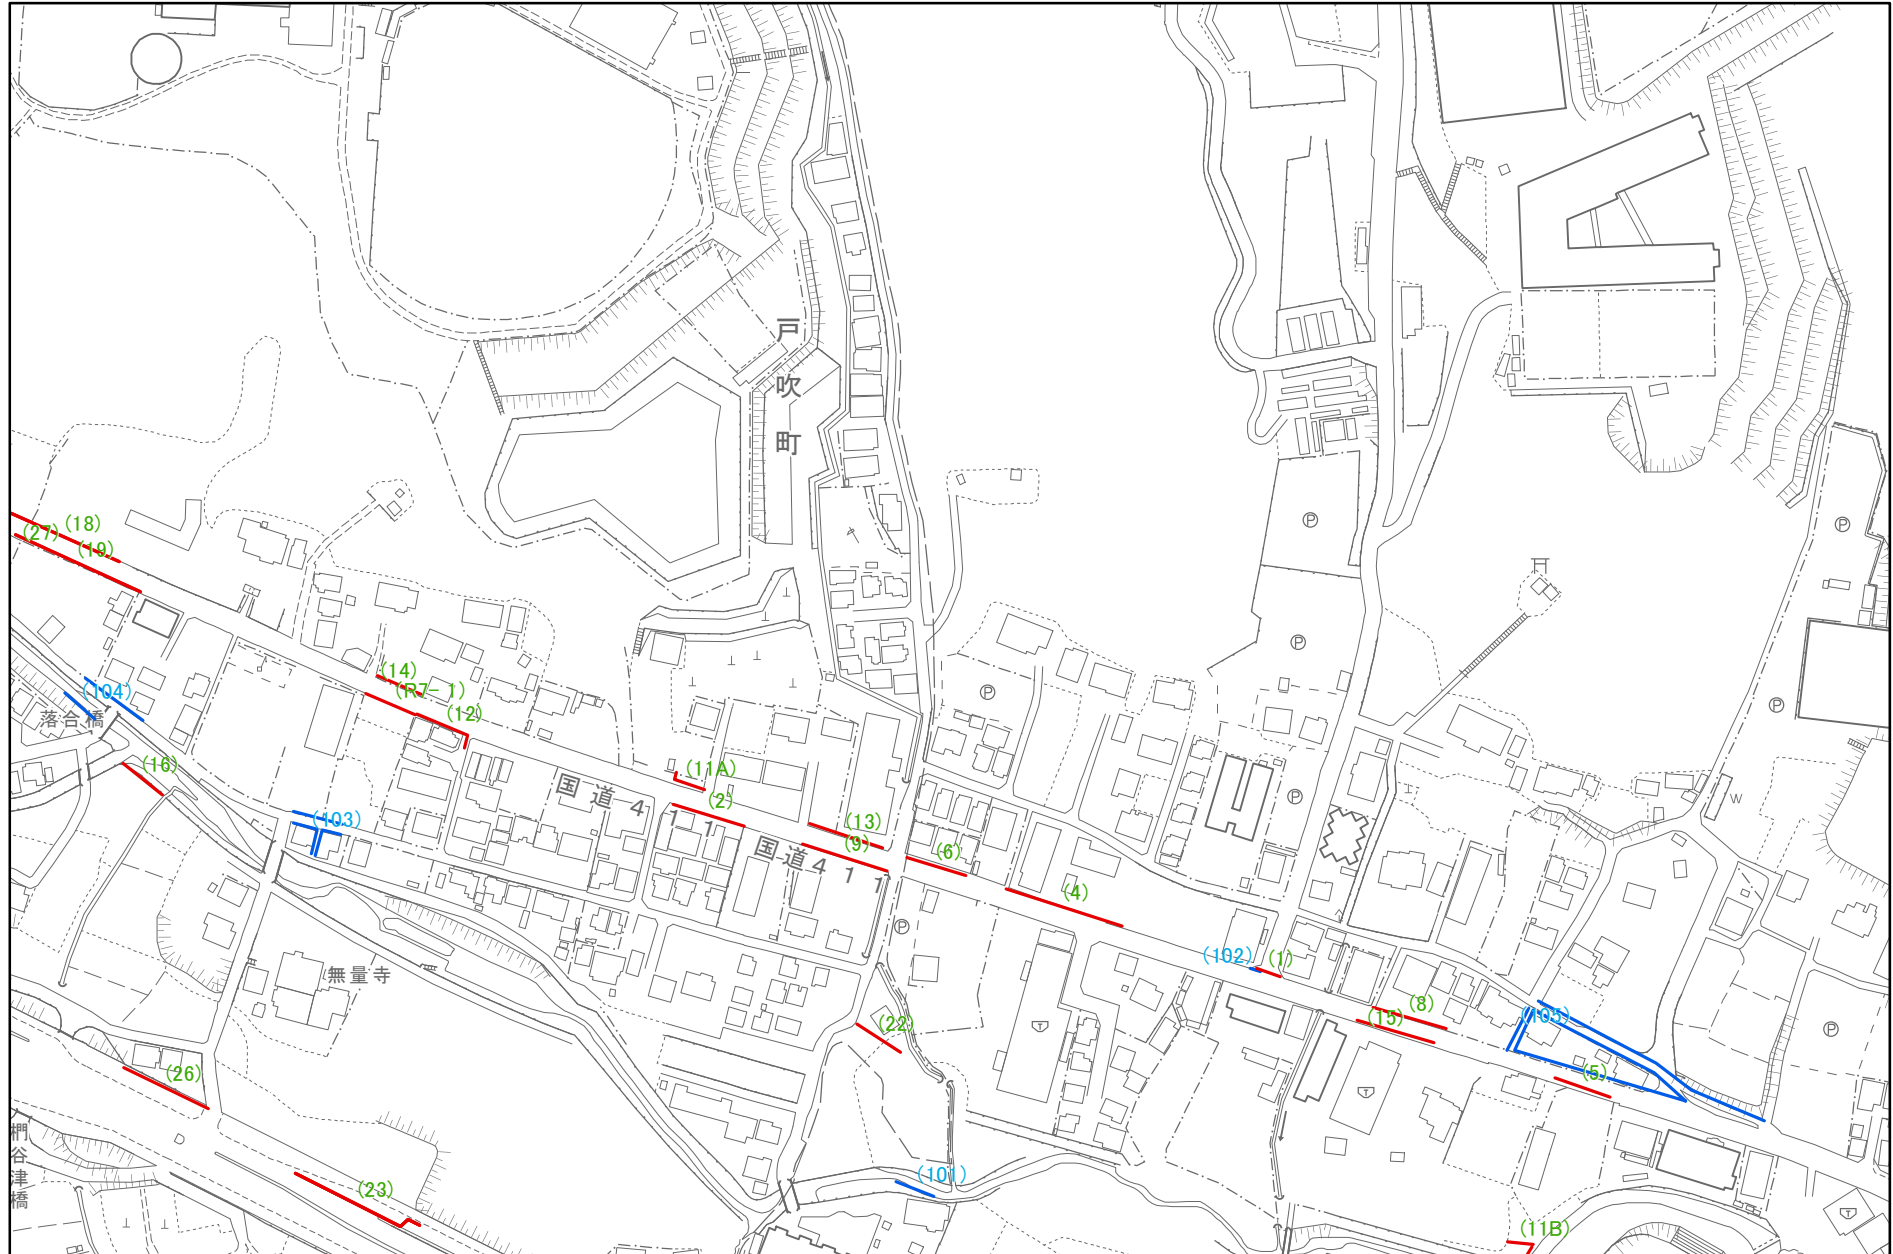 戸吹町
(18)
(27)
(19)
(14)
(R7-1)
(12)
(104)
落合橋
(16)
(11A)
(2)
国道411
(103)
(13)
(9)
国道411
(6)
(4)
(102)
(1)
無量寺
(8)
(15)
(105)
(22)
(5)
(26)
(101)
(23)
(11B)
椚谷津橋
P
P
P
P
P
P
P
P
W